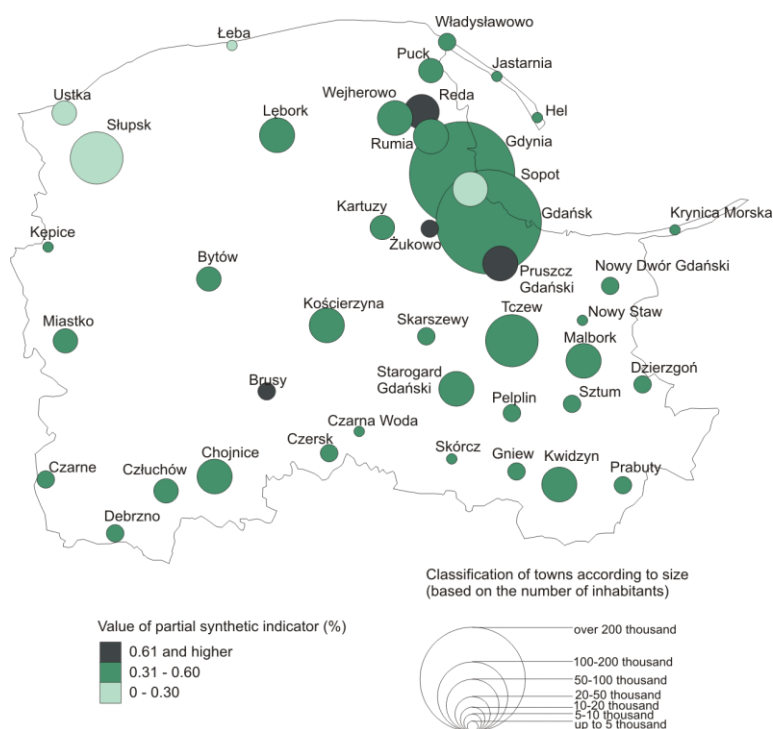 Władysławowo
Łeba
Puck
Jastarnia
Ustka
Wejherowo
Reda
Hel
Słupsk
Lębork
Rumia
Gdynia
Sopot
Kartuzy
Gdańsk
Krynica Morska
Kępice
Żukowo
Bytów
Pruszcz
Gdański
Nowy Dwór Gdański
Kościerzyna
Tczew
Nowy Staw
Miastko
Skarszewy
Malbork
Dzierzgoń
Starogard
Gdański
Brusy
Pelplin
Sztum
Czarna Woda
Czersk
Skórcz
Gniew
Kwidzyn
Prabuty
Czarne
Człuchów
Chojnice
Debrzno
Classification of towns according to size
(based on the number of inhabitants)
Value of partial synthetic indicator (%)
0.61 and higher
0.31 - 0.60
0 - 0.30
over 200 thousand
100-200 thousand
50-100 thousand
20-50 thousand
10-20 thousand
5-10 thousand
up to 5 thousand